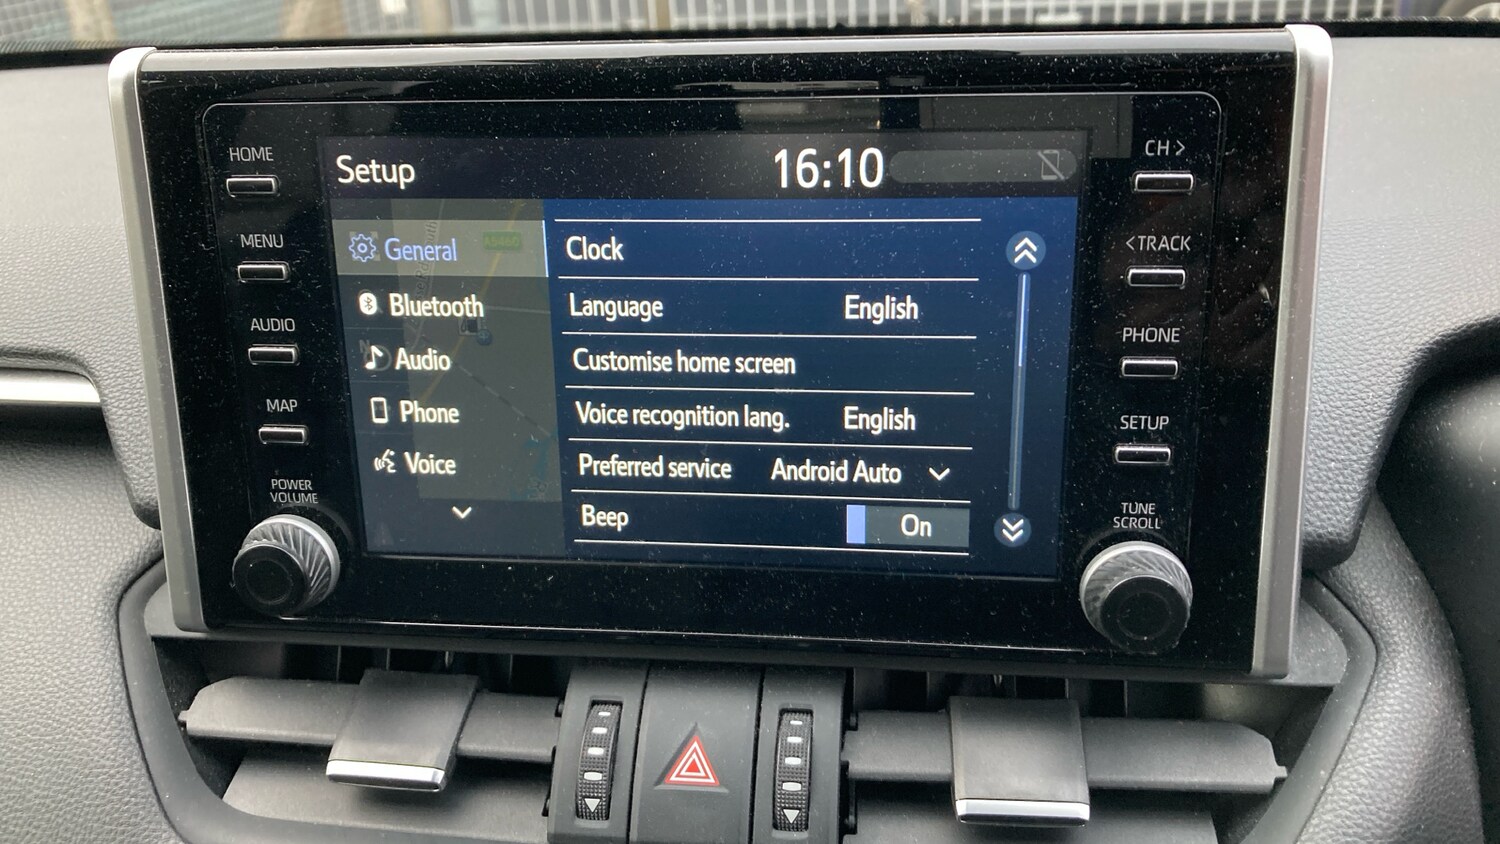 HOME
MENU
AUDIO
MAP
POWER
VOLUME
Setup
16:10
General
Bluetooth
Audio
Phone
Voice
Clock
Language English
Customise home screen
Voice recognition lang. English
Preferred service Android Auto
Beep On
CH >
< TRACK
PHONE
SETUP
TUNE
SCROLL